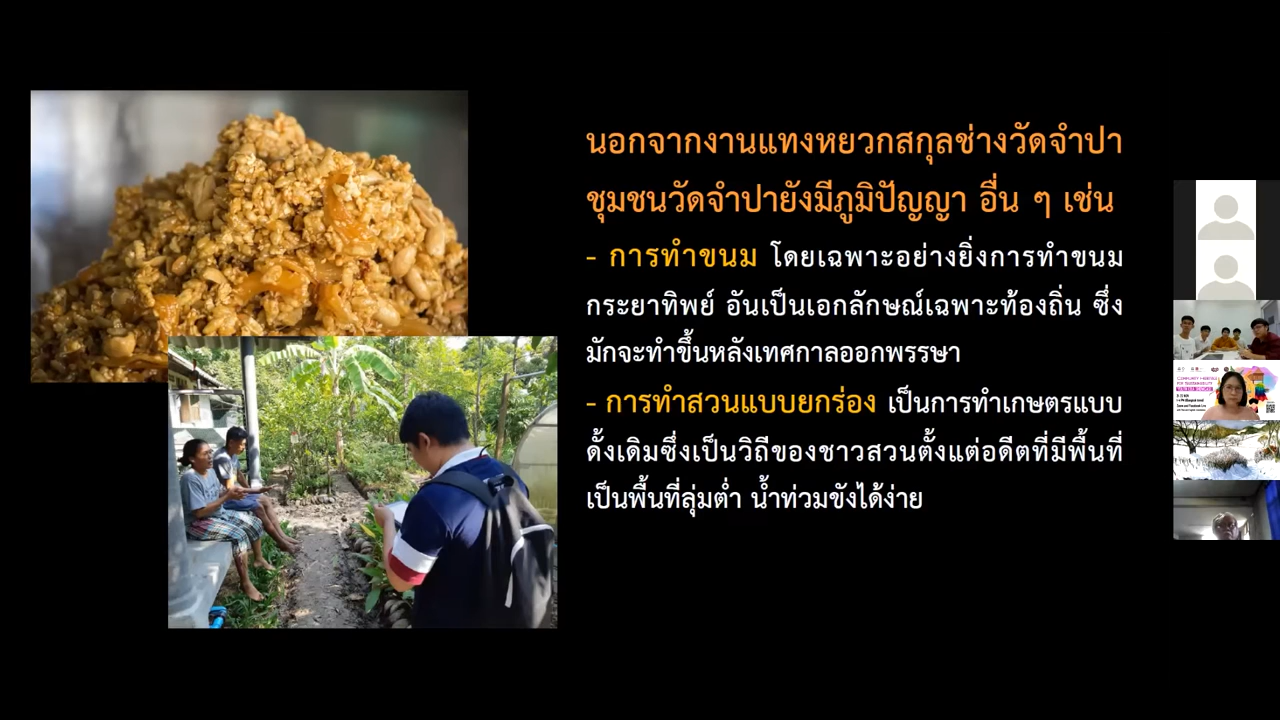 นอกจากงานแทงหยวกสกุลช่างวัดจำปา
ชุมชนวัดจำปายังมีภูมิปัญญา อื่น ๆ เช่น
- การทำขนม โดยเฉพาะอย่างยิ่งการทำขนม
กระยาทิพย์ อันเป็นเอกลักษณ์เฉพาะท้องถิ่น ซึ่ง
มักจะทำขึ้นหลังเทศกาลออกพรรษา
- การทำสวนแบบยกร่อง เป็นการทำเกษตรแบบ
ดั้งเดิมซึ่งเป็นวิถีของชาวสวนตั้งแต่อดีตที่มีพื้นที่
เป็นพื้นที่ลุ่มต่ำ น้ำท่วมขังได้ง่าย